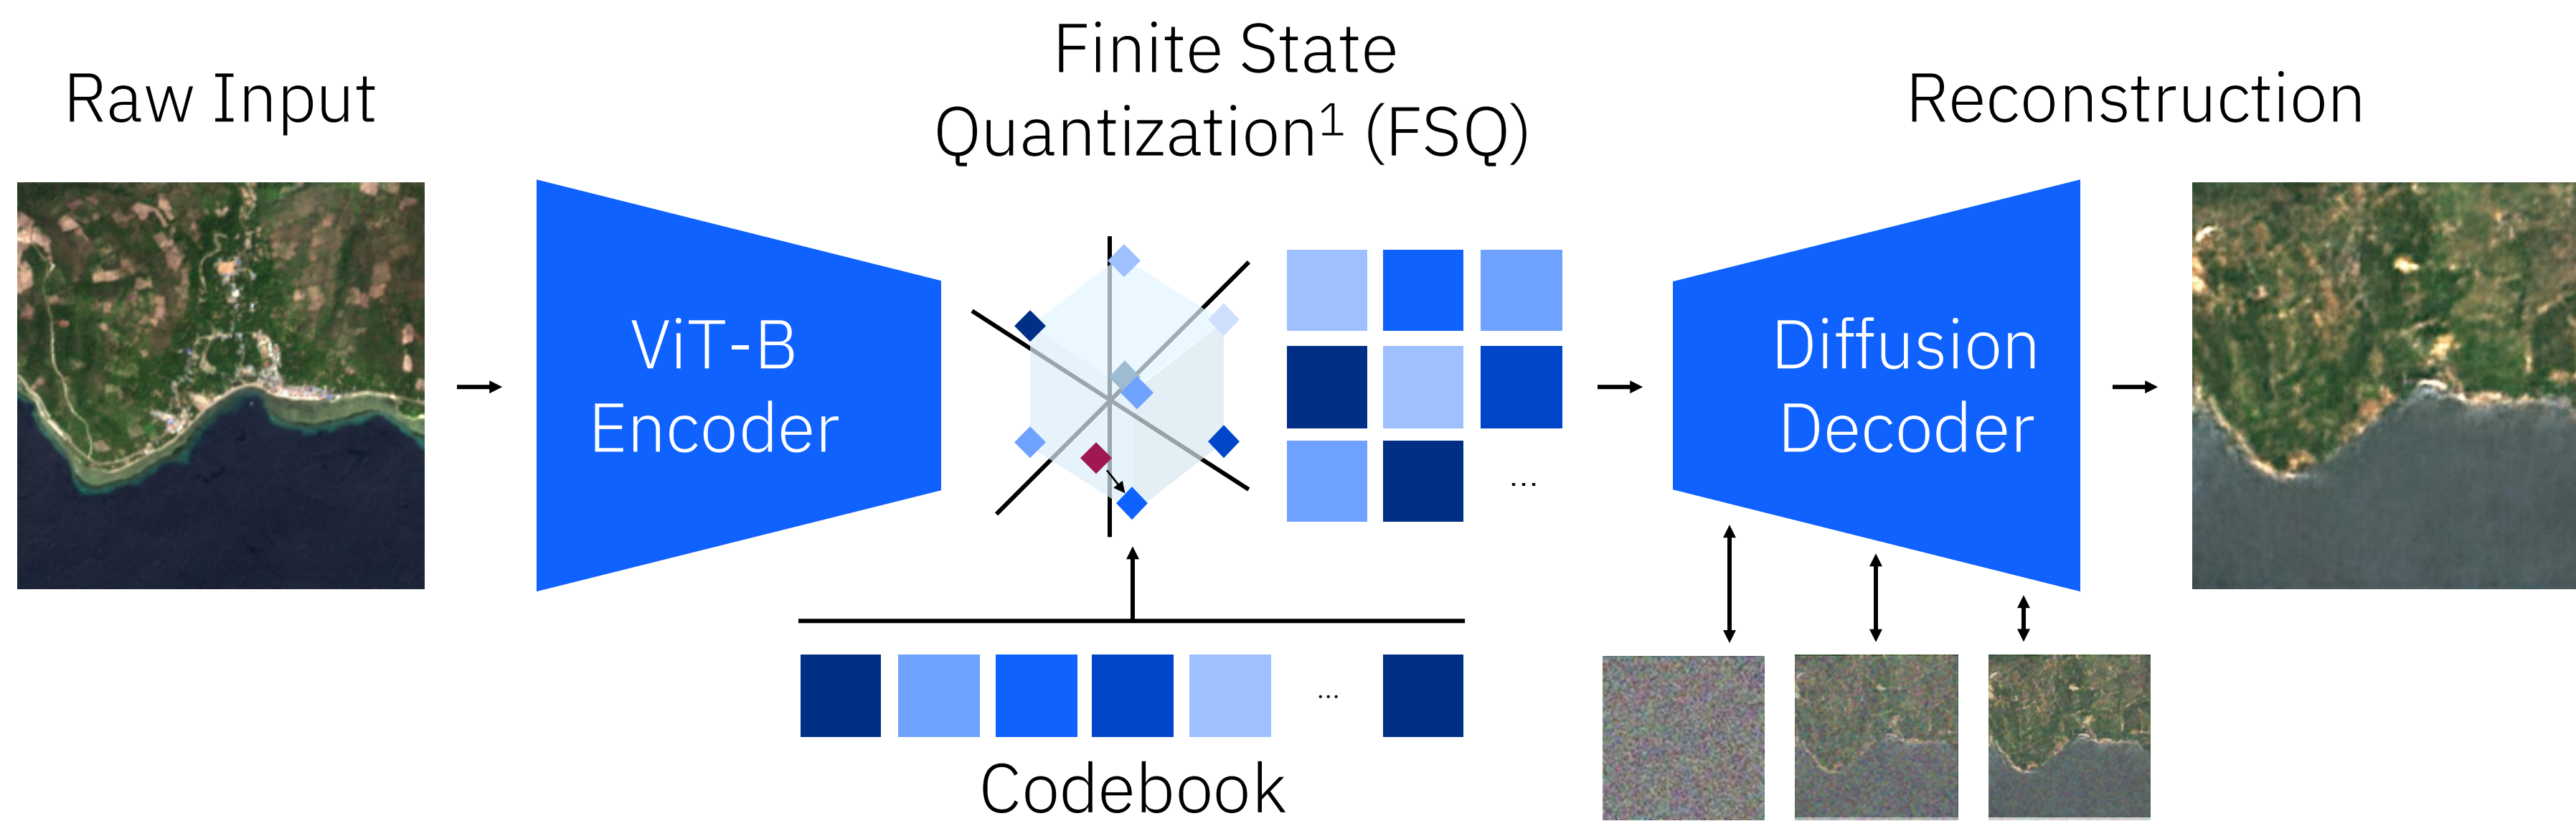 Raw Input
Finite State
Quantization¹ (FSQ)
Reconstruction
ViT-B
Encoder
...
Diffusion
Decoder
...
Codebook